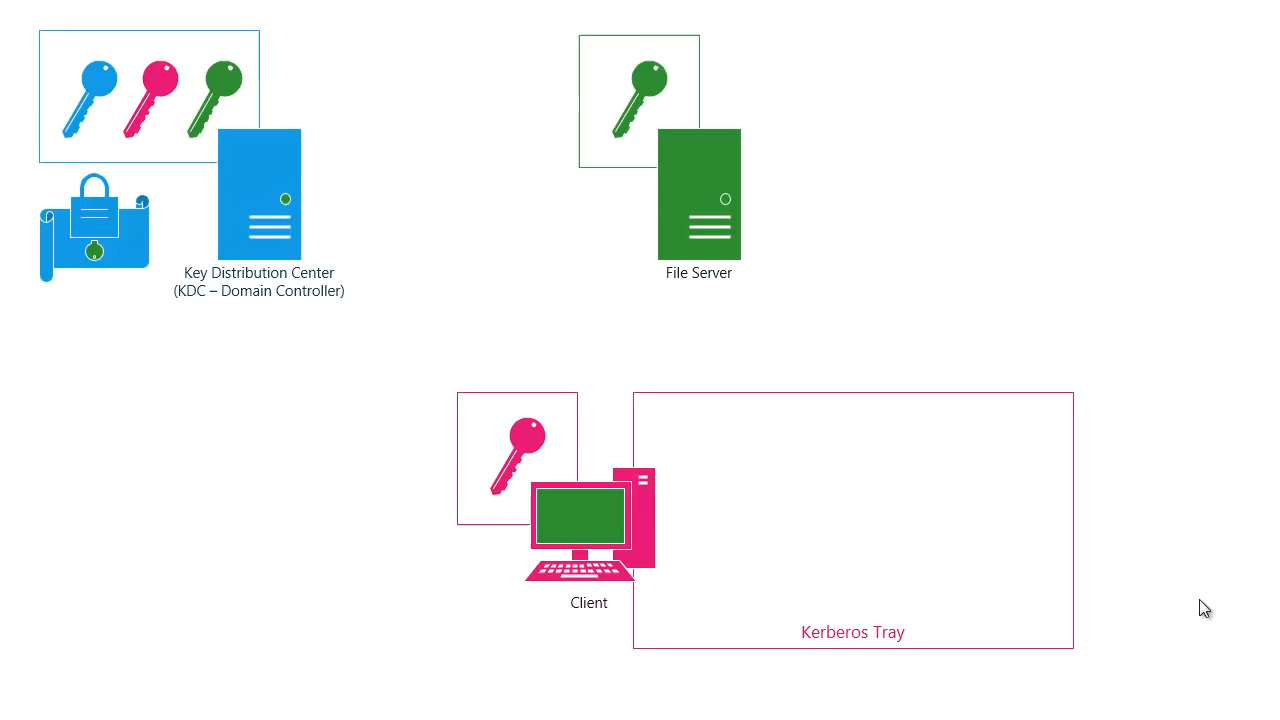 Key Distribution Center
(KDC – Domain Controller)
File Server
Client
Kerberos Tray